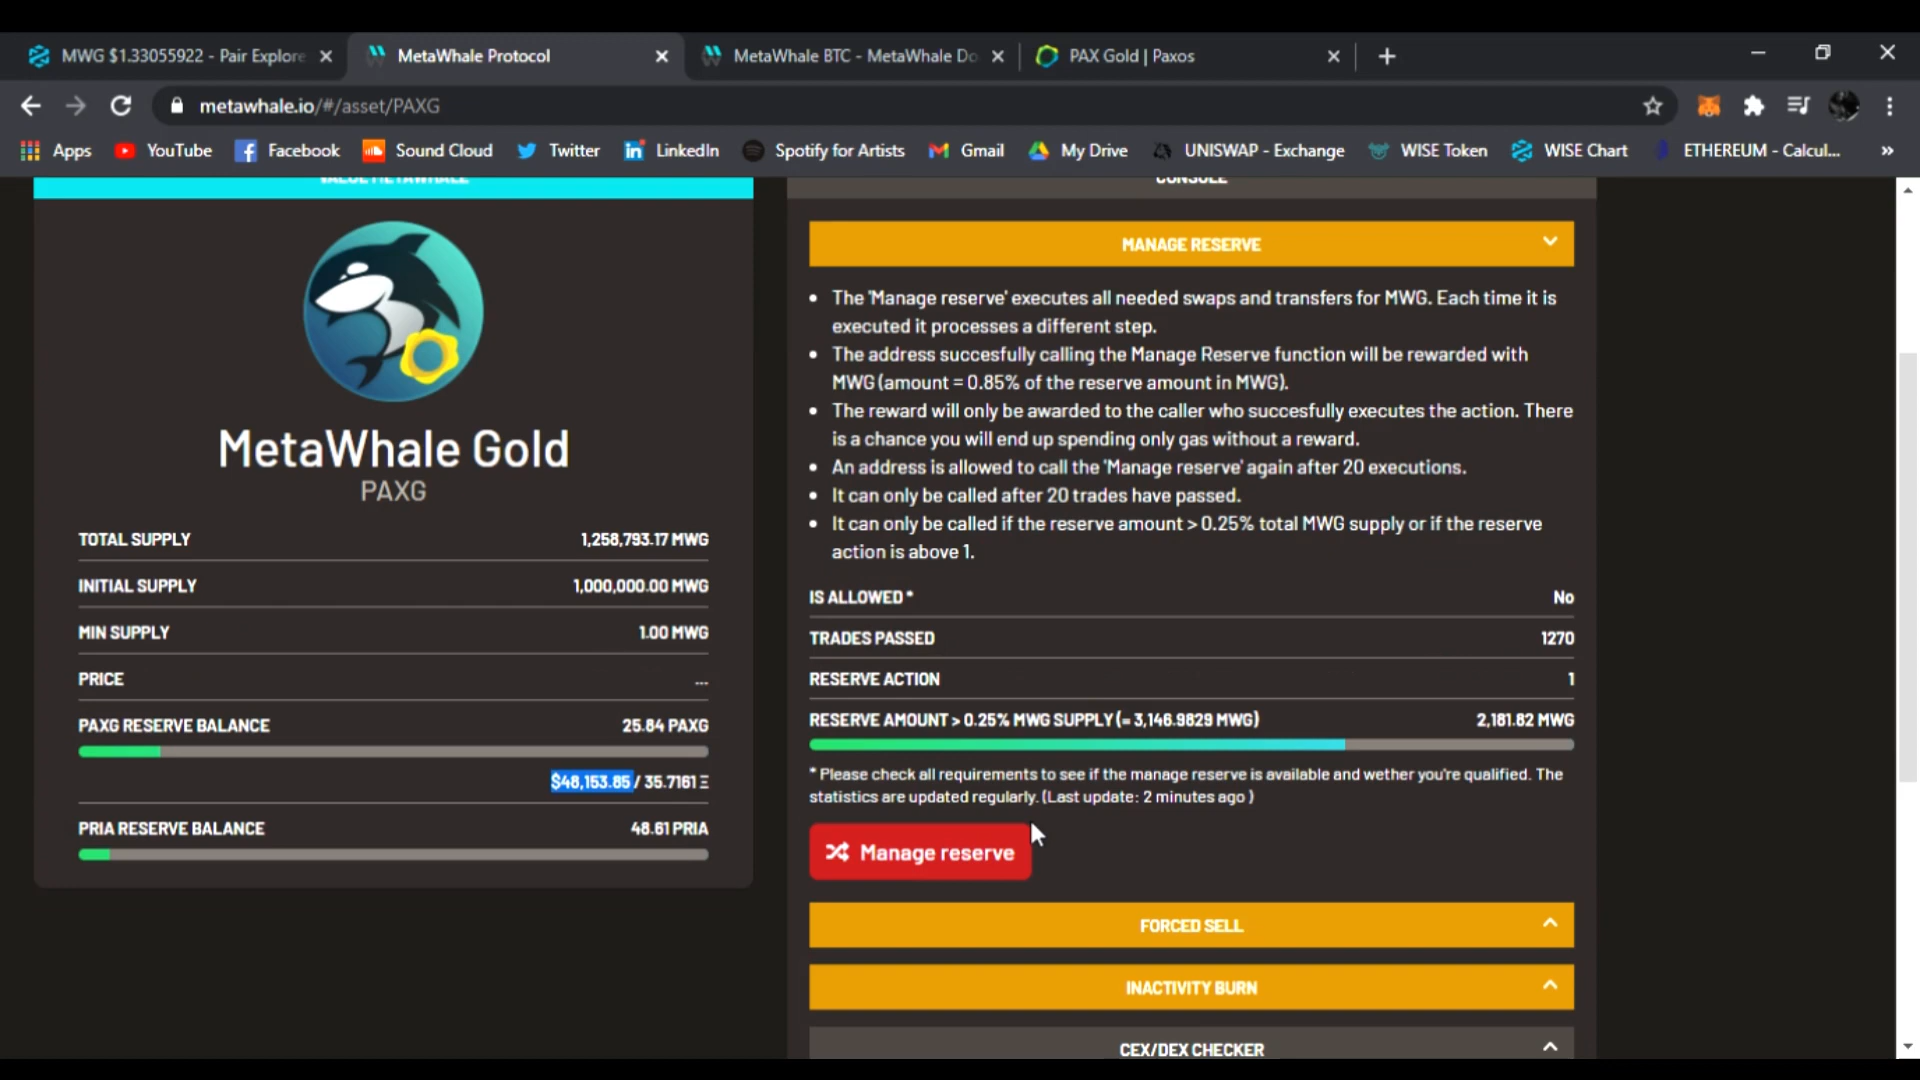 MWG $1.33055922 - Pair Explore
MetaWhale Protocol
MetaWhale BTC - MetaWhale Do
PAX Gold | Paxos
metawhale.io/#/asset/PAXG
Apps
YouTube
Facebook
Sound Cloud
Twitter
LinkedIn
Spotify for Artists
Gmail
My Drive
UNISWAP - Exchange
WISE Token
WISE Chart
ETHEREUM - Calcul...
»
VALUE METAWHALE
MetaWhale Gold
PAXG
TOTAL SUPPLY 1,258,793.17 MWG
INITIAL SUPPLY 1,000,000.00 MWG
MIN SUPPLY 1.00 MWG
PRICE ...
PAXG RESERVE BALANCE 25.84 PAXG
$48,153.85 / 35.7161 Ξ
PRIA RESERVE BALANCE 48.61 PRIA
CONSOLE
MANAGE RESERVE
• The 'Manage reserve' executes all needed swaps and transfers for MWG. Each time it is
executed it processes a different step.
• The address succesfully calling the Manage Reserve function will be rewarded with
MWG (amount = 0.85% of the reserve amount in MWG).
• The reward will only be awarded to the caller who succesfully executes the action. There
is a chance you will end up spending only gas without a reward.
• An address is allowed to call the 'Manage reserve' again after 20 executions.
• It can only be called after 20 trades have passed.
• It can only be called if the reserve amount > 0.25% total MWG supply or if the reserve
action is above 1.
IS ALLOWED * No
TRADES PASSED 1270
RESERVE ACTION 1
RESERVE AMOUNT > 0.25% MWG SUPPLY (= 3,146.9829 MWG) 2,181.82 MWG
* Please check all requirements to see if the manage reserve is available and wether you're qualified. The
statistics are updated regularly. (Last update: 2 minutes ago )
Manage reserve
FORCED SELL
INACTIVITY BURN
CEX/DEX CHECKER